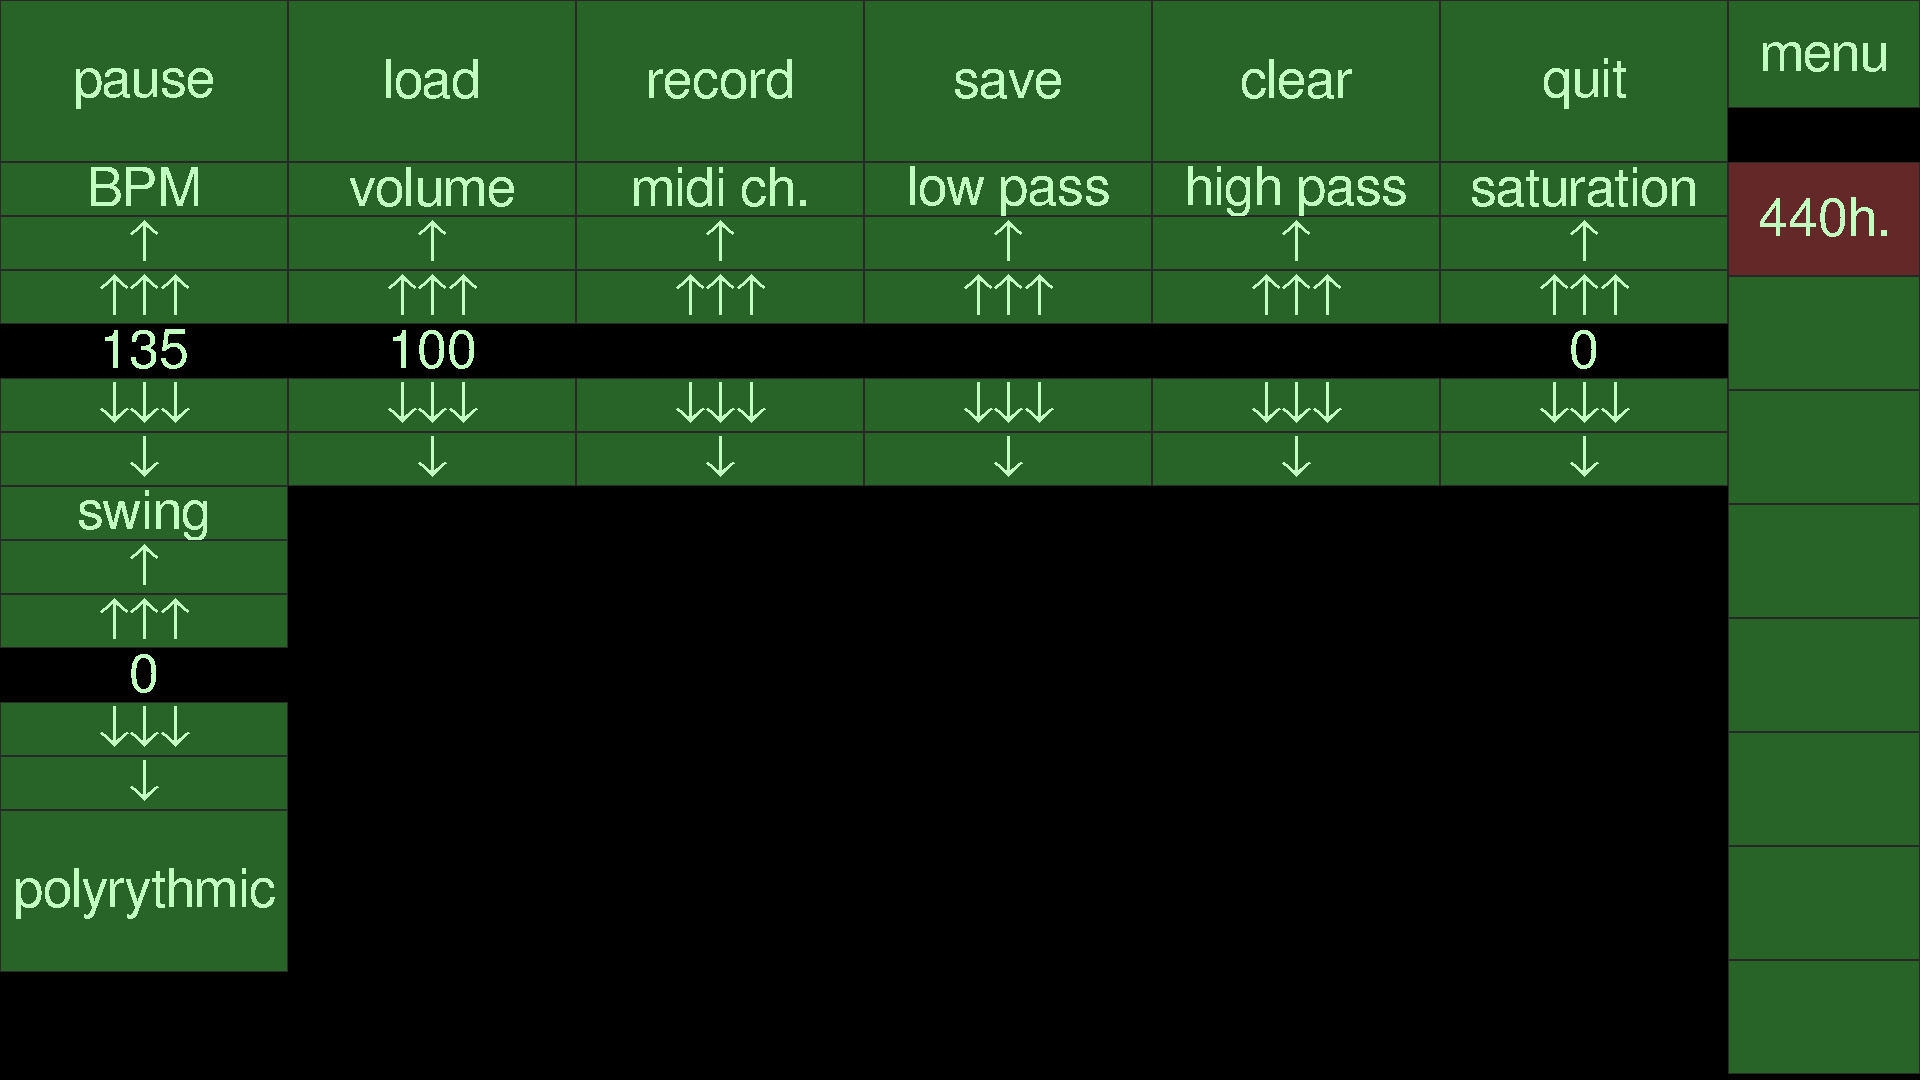 pause load record save clear quit menu
BPM volume midi ch. low pass high pass saturation 440h.
↑ ↑ ↑ ↑ ↑ ↑
↑↑↑ ↑↑↑ ↑↑↑ ↑↑↑ ↑↑↑ ↑↑↑
135 100 0
↓↓↓ ↓↓↓ ↓↓↓ ↓↓↓ ↓↓↓ ↓↓↓
↓ ↓ ↓ ↓ ↓ ↓
swing
↑
↑↑↑
0
↓↓↓
↓
polyrythmic